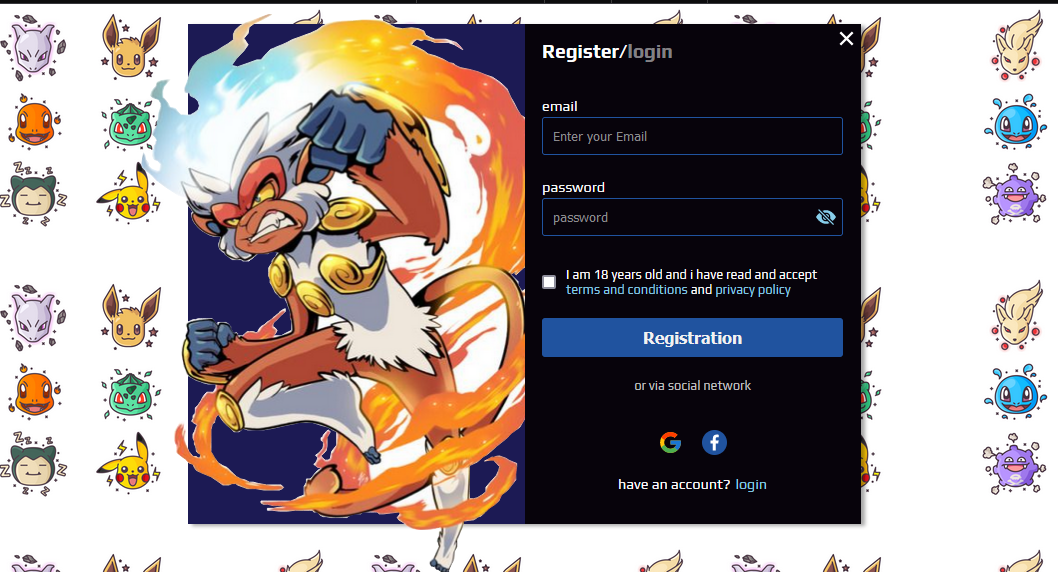 Register/login
email
Enter your Email
password
password
I am 18 years old and i have read and accept
terms and conditions and privacy policy
Registration
or via social network
have an account? login